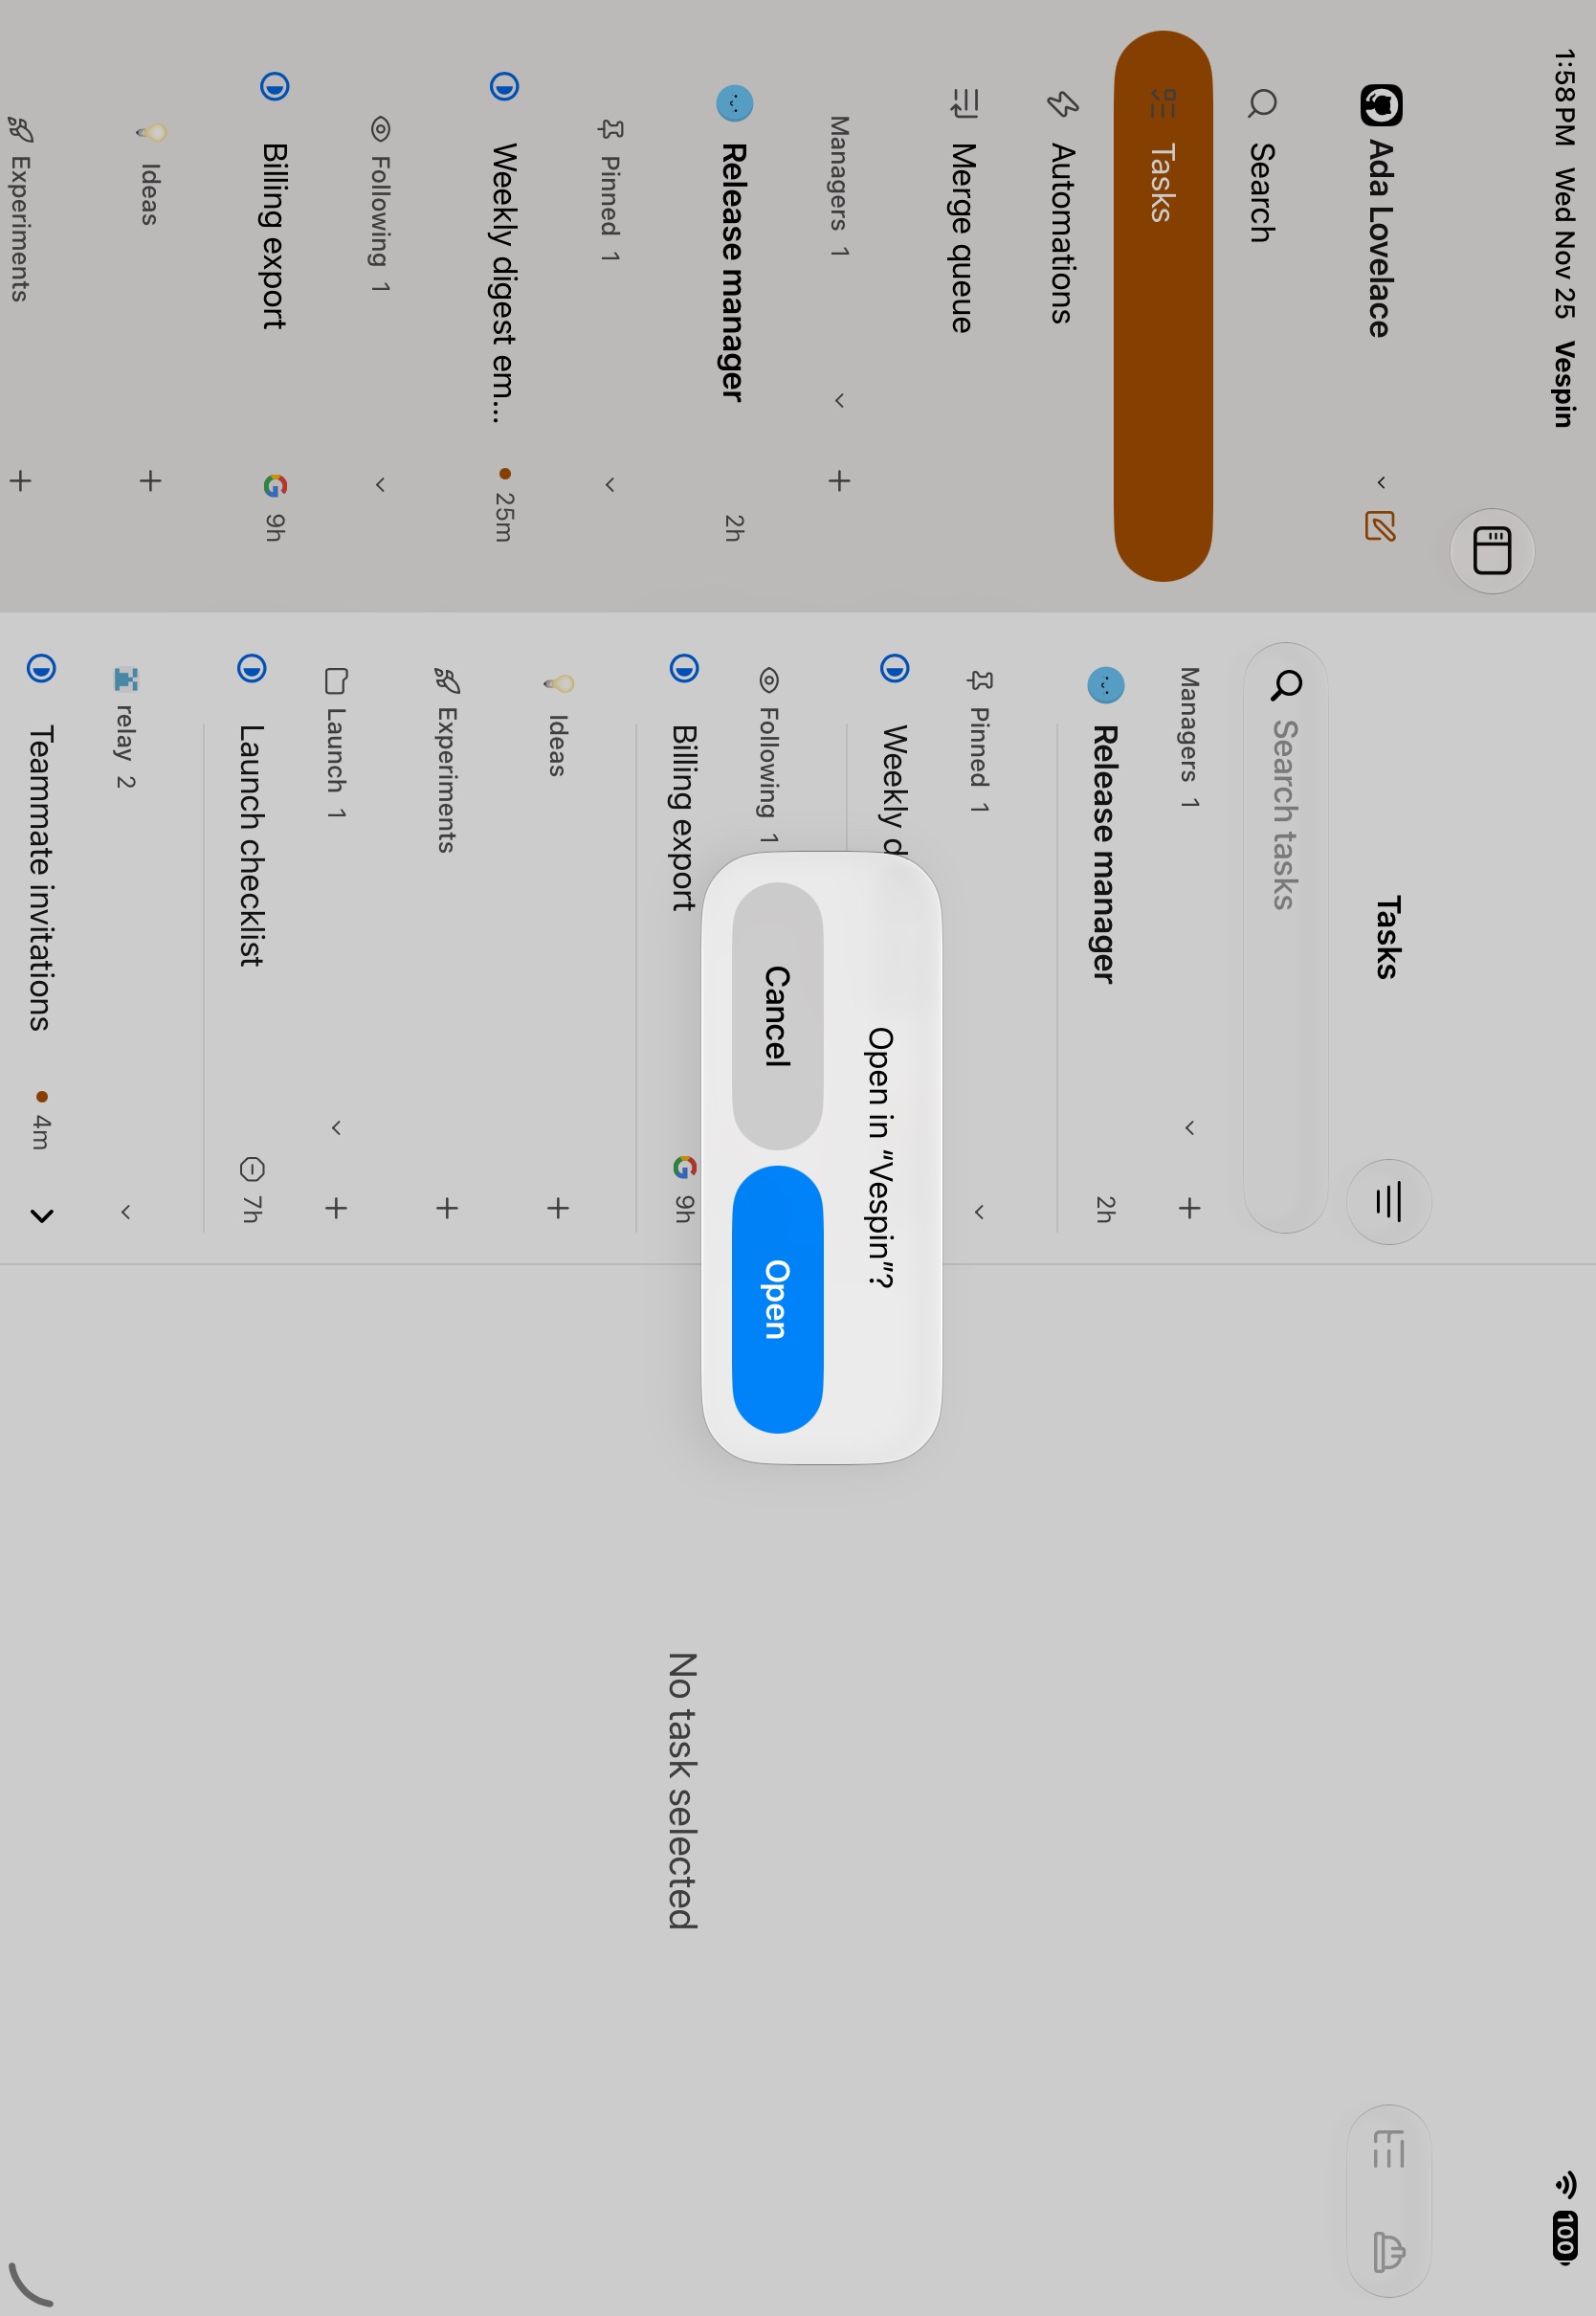 1:58 PM Wed Nov 25 Vespin
100
Ada Lovelace
Search
Tasks
Automations
Merge queue
Managers 1
Release manager 2h
Pinned 1
Weekly digest em... 25m
Following 1
Billing export 9h
Ideas
Experiments
Tasks
Search tasks
Managers 1
Release manager 2h
Pinned 1
Weekly d
Following 1
Billing export 9h
Ideas
Experiments
Launch 1
Launch checklist 7h
relay 2
Teammate invitations 4m
Open in “Vespin”?
Cancel
Open
No task selected